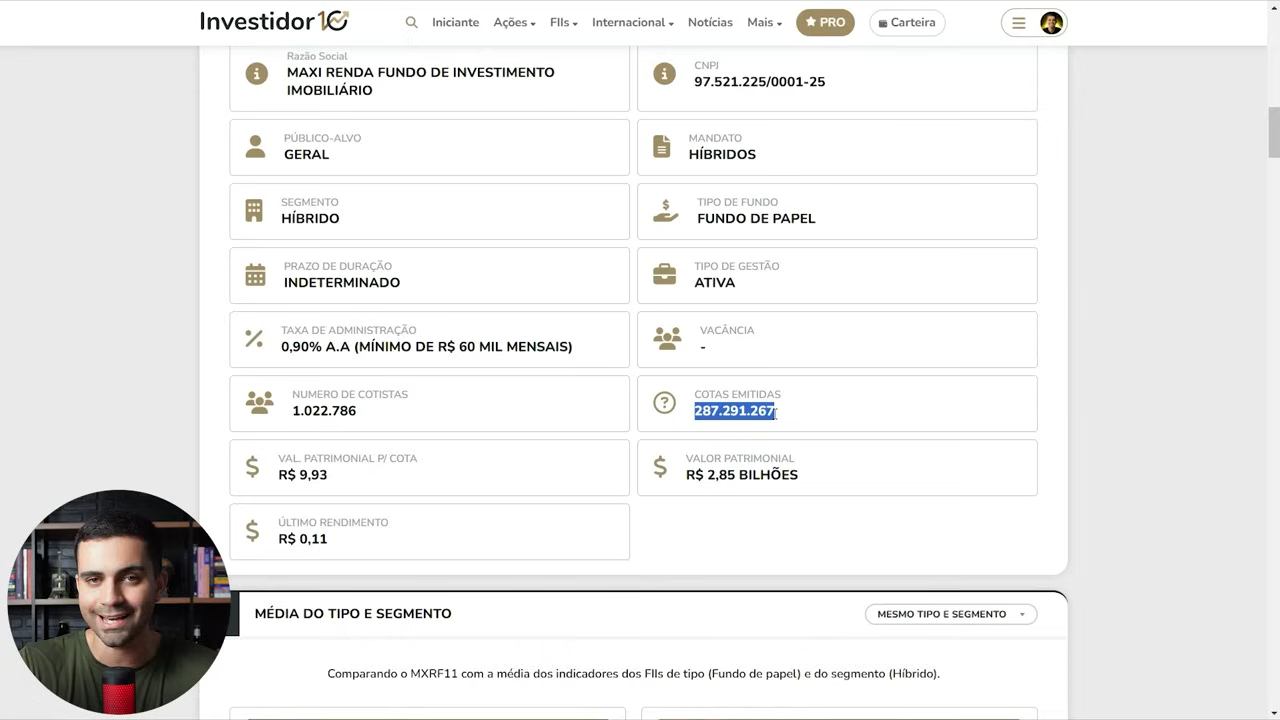 Investidor10
Iniciante
Ações
FIIs
Internacional
Notícias
Mais
PRO
Carteira
Razão Social
MAXI RENDA FUNDO DE INVESTIMENTO
IMOBILIÁRIO
CNPJ
97.521.225/0001-25
PÚBLICO-ALVO
GERAL
MANDATO
HÍBRIDOS
SEGMENTO
HÍBRIDO
TIPO DE FUNDO
FUNDO DE PAPEL
PRAZO DE DURAÇÃO
INDETERMINADO
TIPO DE GESTÃO
ATIVA
TAXA DE ADMINISTRAÇÃO
0,90% A.A (MÍNIMO DE R$ 60 MIL MENSAIS)
VACÂNCIA
-
NUMERO DE COTISTAS
1.022.786
COTAS EMITIDAS
287.291.267
VAL. PATRIMONIAL P/ COTA
R$ 9,93
VALOR PATRIMONIAL
R$ 2,85 BILHÕES
ÚLTIMO RENDIMENTO
R$ 0,11
MÉDIA DO TIPO E SEGMENTO
MESMO TIPO E SEGMENTO
Comparando o MXRF11 com a média dos indicadores dos FIIs de tipo (Fundo de papel) e do segmento (Híbrido).